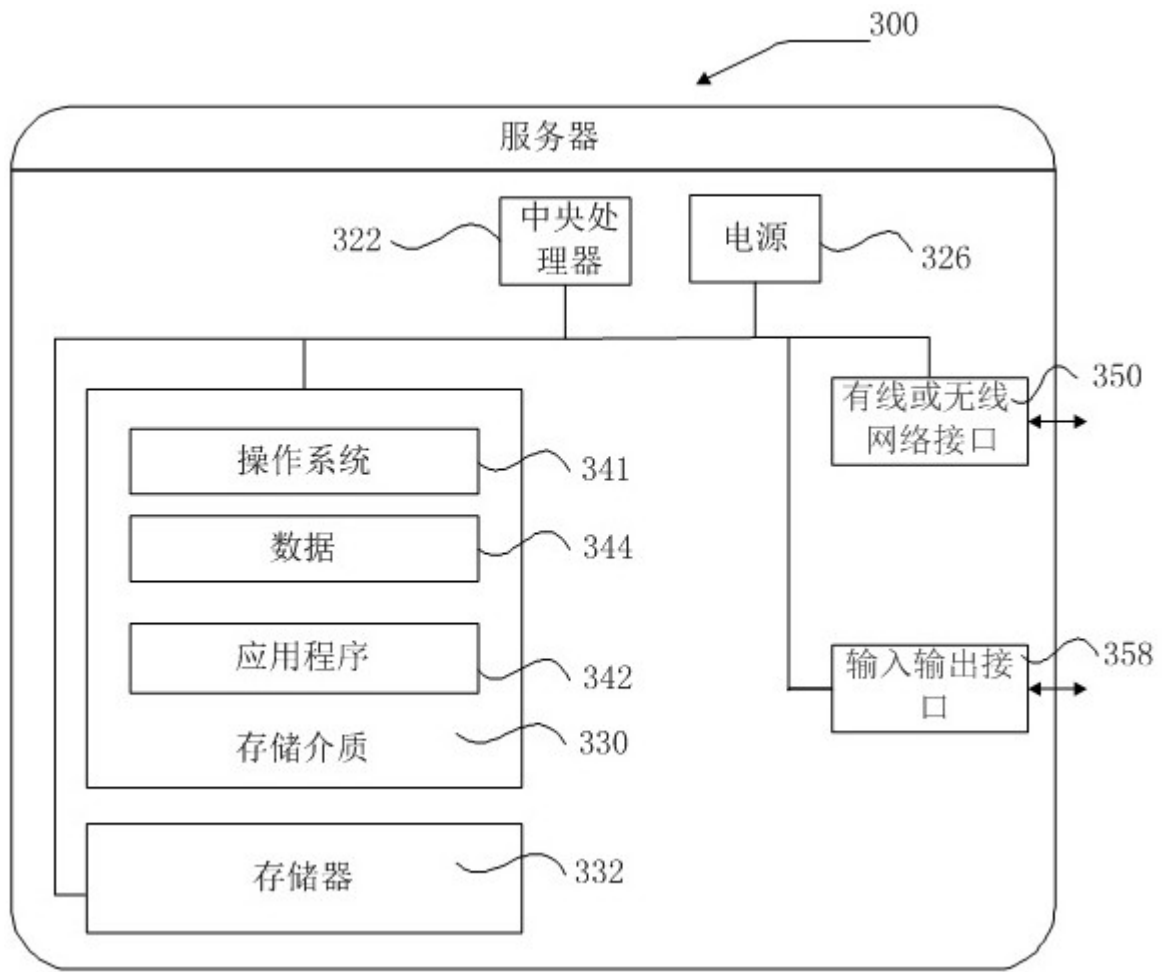 300
服务器
322
中央处
理器
电源
326
有线或无线
网络接口
350
操作系统
341
数据
344
应用程序
342
存储介质
330
输入输出接
口
358
存储器
332